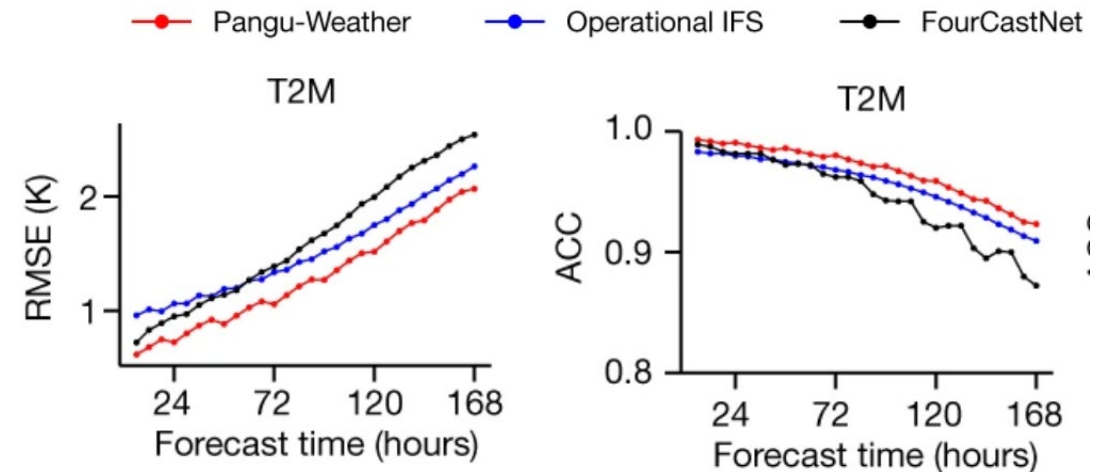 Pangu-Weather Operational IFS FourCastNet
T2M
RMSE (K)
2
1
24 72 120 168
Forecast time (hours)
T2M
ACC
1.0
0.9
0.8
24 72 120 168
Forecast time (hours)